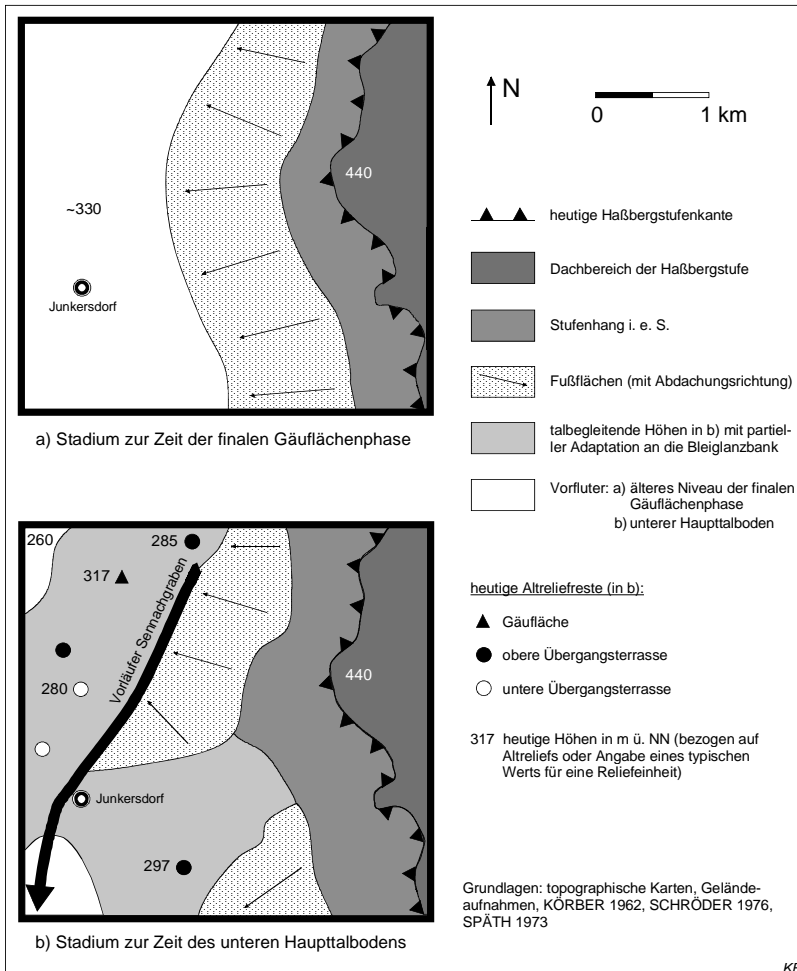 440
~330
Junkersdorf
a) Stadium zur Zeit der finalen Gäuflächenphase
260
285
317
Vorläufer Sennachgraben
280
440
Junkersdorf
297
b) Stadium zur Zeit des unteren Haupttalbodens
N
0 1 km
heutige Haßbergstufenkante
Dachbereich der Haßbergstufe
Stufenhang i. e. S.
Fußflächen (mit Abdachungsrichtung)
talbegleitende Höhen in b) mit partiel-
ler Adaptation an die Bleiglanzbank
Vorfluter: a) älteres Niveau der finalen
Gäuflächenphase
b) unterer Haupttalboden
heutige Altreliefreste (in b):
Gäufläche
obere Übergangsterrasse
untere Übergangsterrasse
317 heutige Höhen in m ü. NN (bezogen auf
Altreliefs oder Angabe eines typischen
Werts für eine Reliefeinheit)
Grundlagen: topographische Karten, Gelände-
aufnahmen, KÖRBER 1962, SCHRÖDER 1976,
SPÄTH 1973